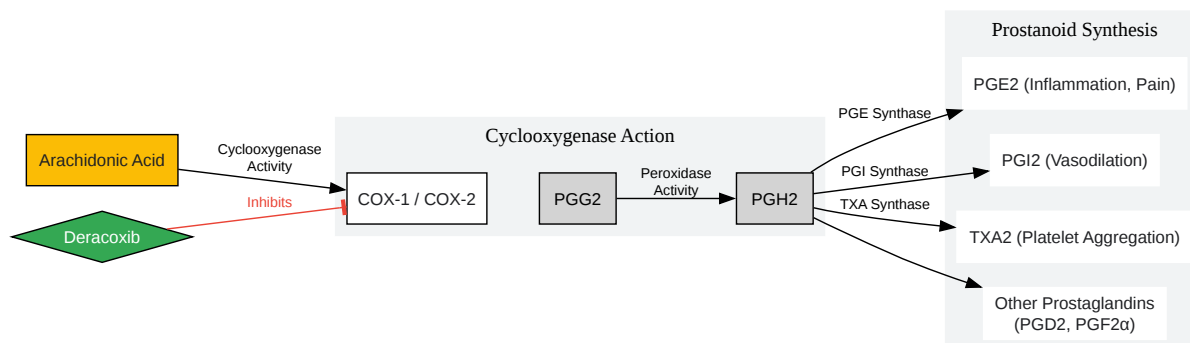 Prostanoid Synthesis
PGE2 (Inflammation, Pain)
PGE Synthase
Cyclooxygenase Action
Cyclooxygenase
Activity
Arachidonic Acid
PGI2 (Vasodilation)
Peroxidase
Activity
PGI Synthase
COX-1 / COX-2
PGG2
PGH2
Inhibits
TXA Synthase
Deracoxib
TXA2 (Platelet Aggregation)
Other Prostaglandins
(PGD2, PGF2α)